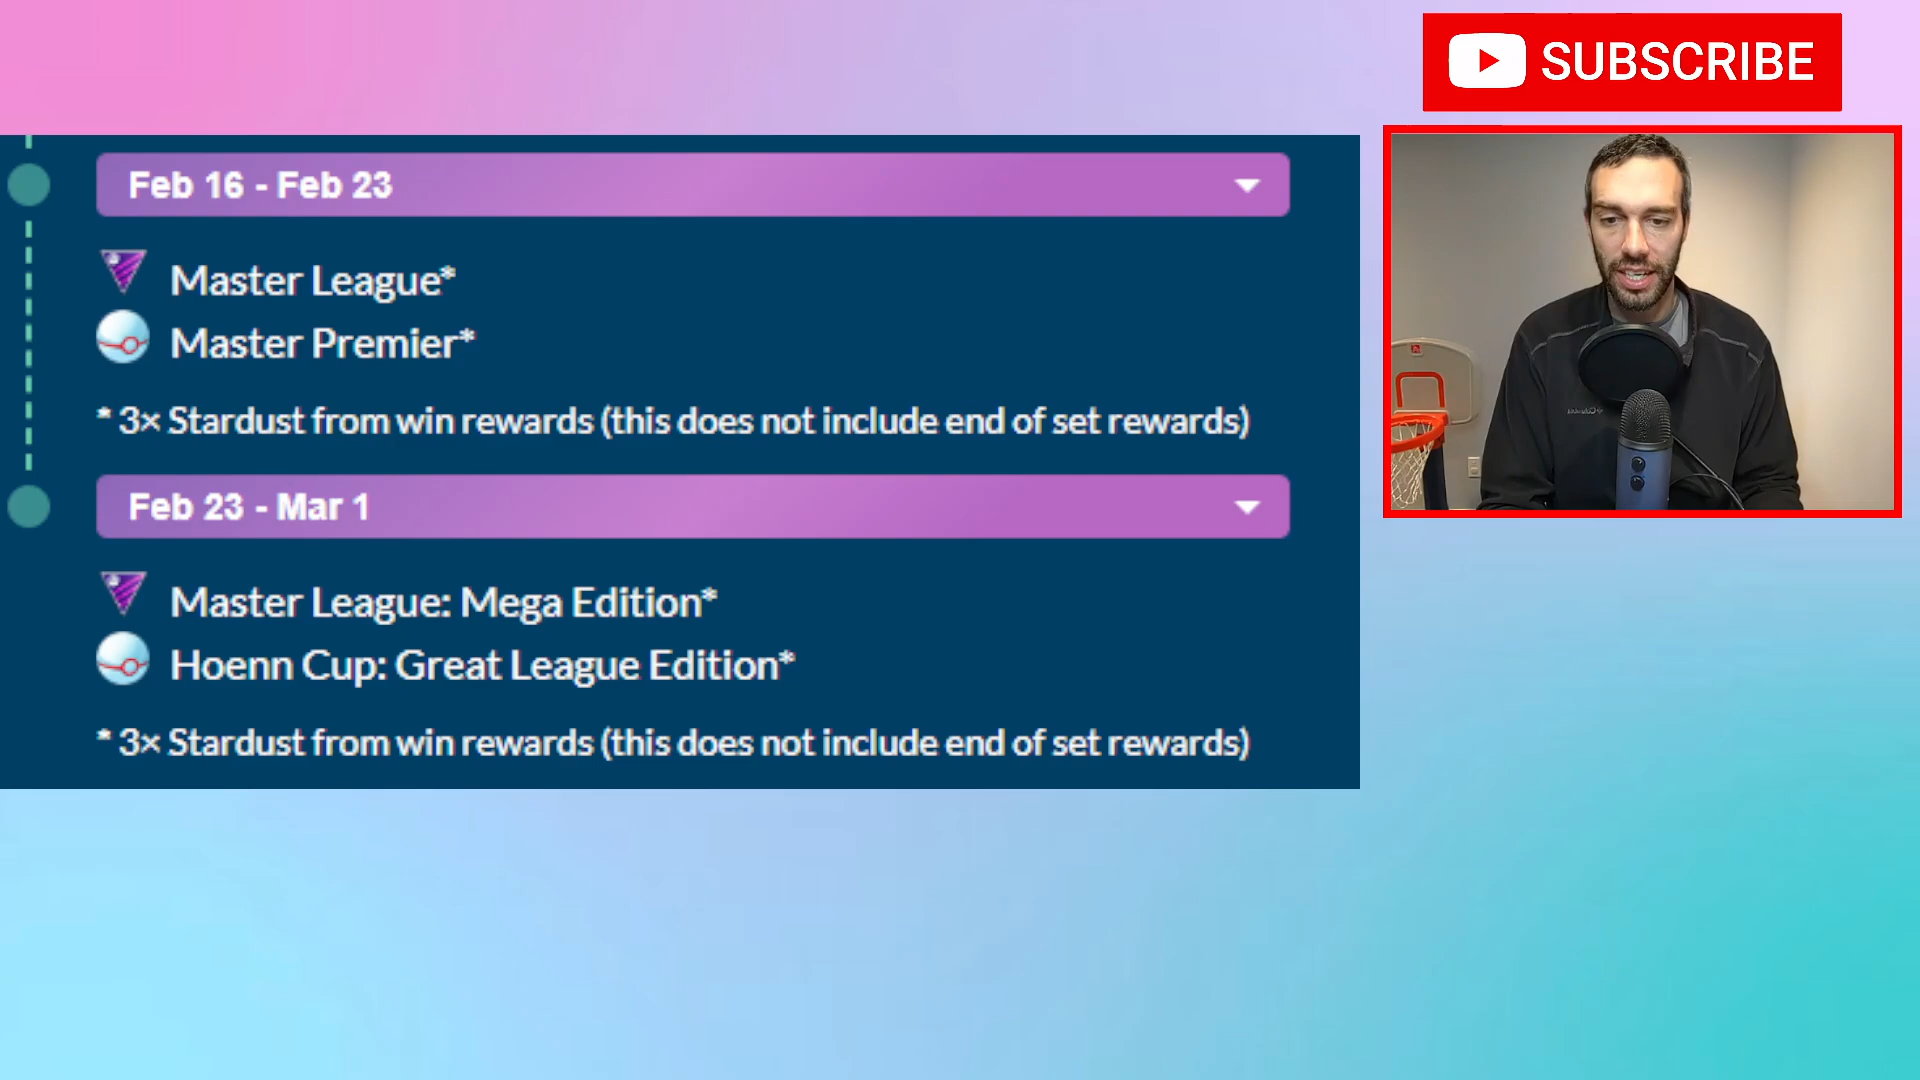 SUBSCRIBE
Feb 16 - Feb 23
Master League*
Master Premier*
* 3× Stardust from win rewards (this does not include end of set rewards)
Feb 23 - Mar 1
Master League: Mega Edition*
Hoenn Cup: Great League Edition*
* 3× Stardust from win rewards (this does not include end of set rewards)